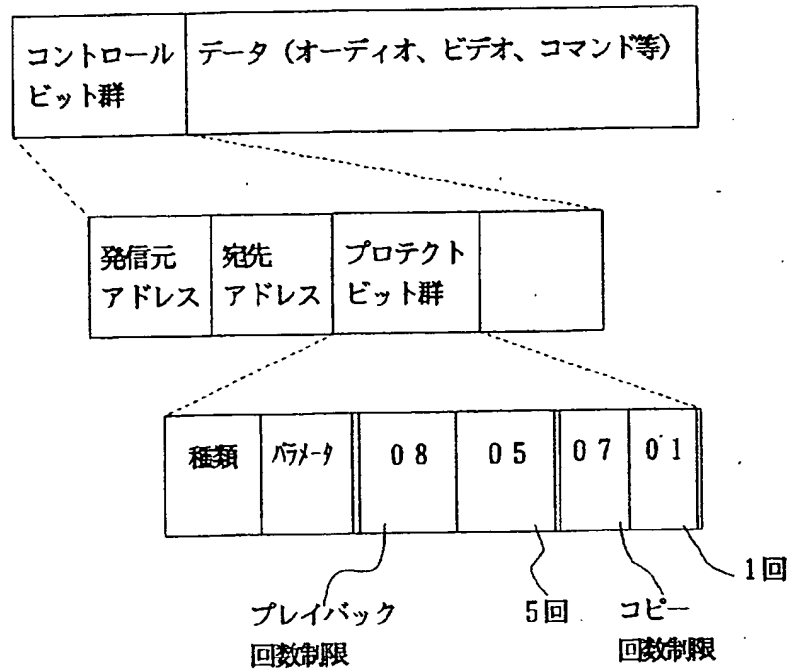 コントロール
ビット群
データ (オーディオ、ビデオ、コマンド等)
発信元
アドレス
宛先
アドレス
プロテクト
ビット群
種類
パラメータ
08
05
07
01
1回
プレイバック
回数制限
5回
コピー
回数制限